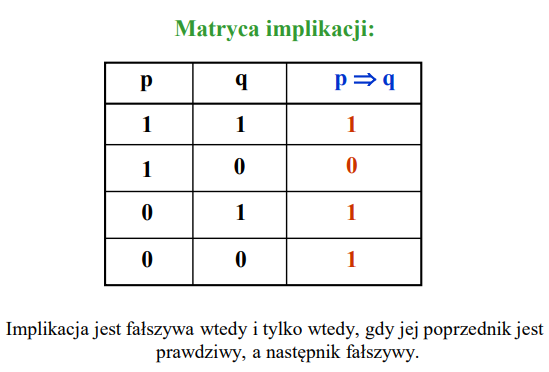 Matryca implikacji:
p q p ⇒ q
1 1 1
1 0 0
0 1 1
0 0 1
Implikacja jest fałszywa wtedy i tylko wtedy, gdy jej poprzednik jest
prawdziwy, a następnik fałszywy.